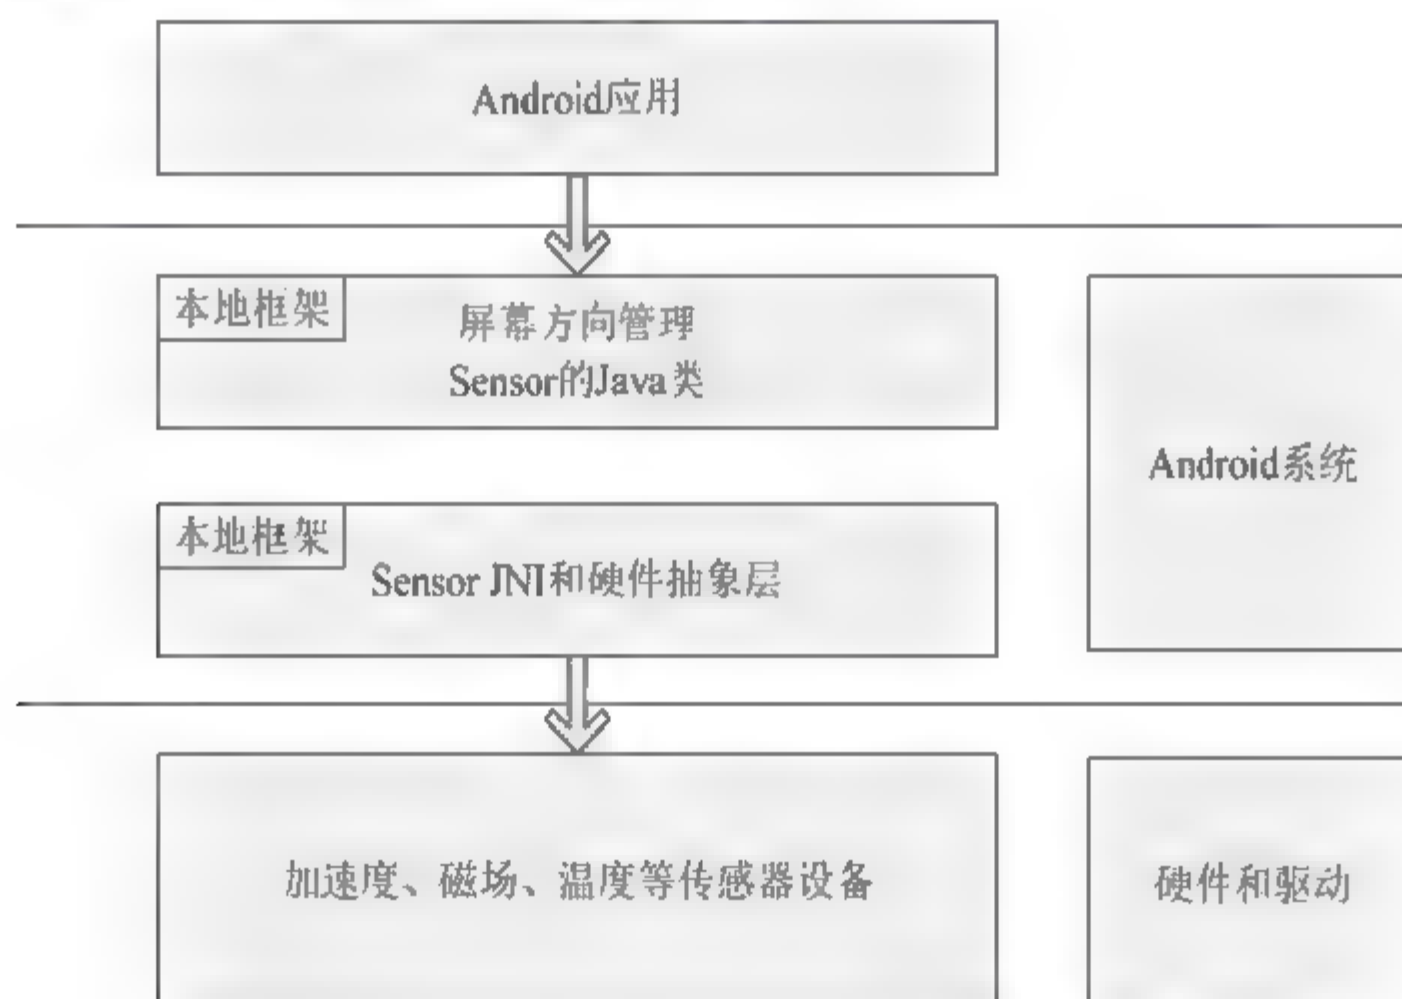 Android应用
本地框架
屏幕方向管理
Sensor的Java类
Android系统
本地框架
Sensor JNI和硬件抽象层
加速度、磁场、温度等传感器设备
硬件和驱动